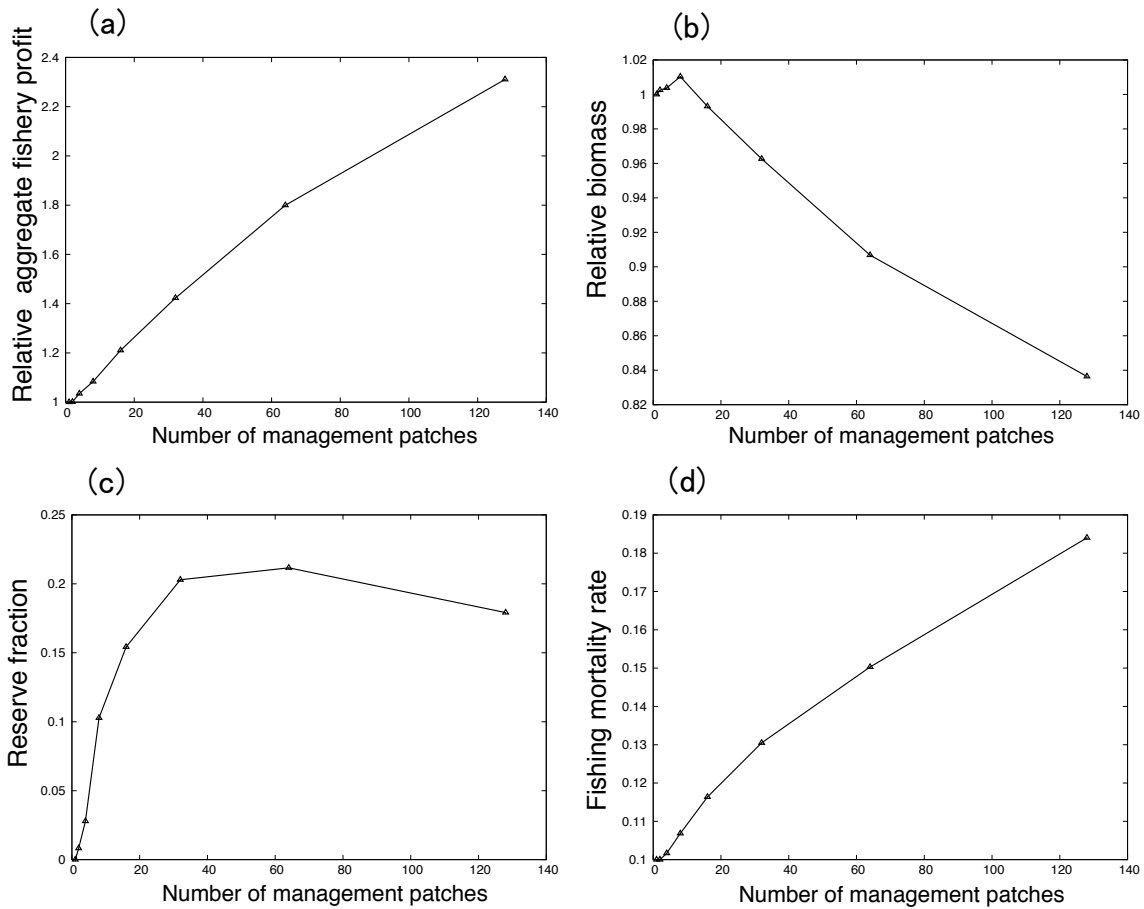 (a)
Relative aggregate fishery profit
2.4
2.2
2
1.8
1.6
1.4
1.2
1
0 20 40 60 80 100 120 140
Number of management patches
(b)
Relative biomass
1.02
1
0.98
0.96
0.94
0.92
0.9
0.88
0.86
0.84
0.82
0 20 40 60 80 100 120 140
Number of management patches
(c)
Reserve fraction
0.25
0.2
0.15
0.1
0.05
0
0 20 40 60 80 100 120 140
Number of management patches
(d)
Fishing mortality rate
0.19
0.18
0.17
0.16
0.15
0.14
0.13
0.12
0.11
0.1
0 20 40 60 80 100 120 140
Number of management patches